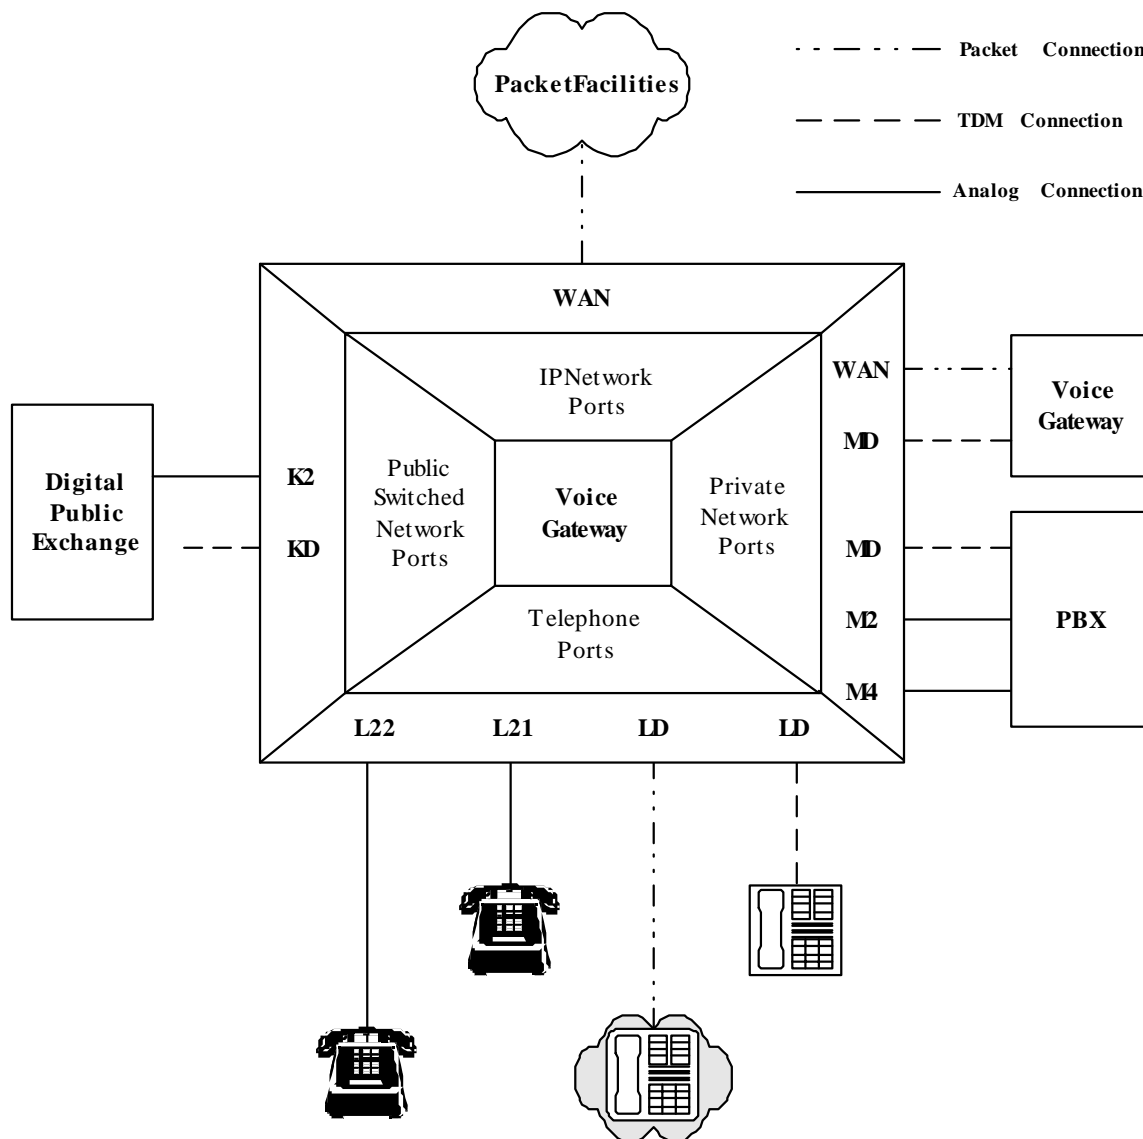 PacketFacilities
Packet Connection
TDM Connection
Analog Connection
WAN
IPNetwork
Ports
WAN
MD
Voice
Gateway
Digital
Public
Exchange
K2
KD
Public
Switched
Network
Ports
Voice
Gateway
Private
Network
Ports
MD
M2
M4
PBX
Telephone
Ports
L22
L21
LD
LD